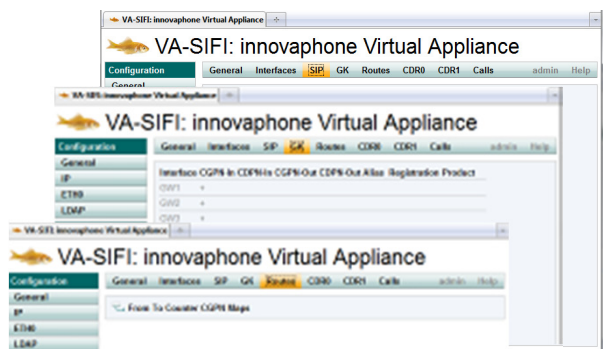 VA-SIFI: innovaphone Virtual Appliance
VA-SIFI: innovaphone Virtual Appliance
Configuration General Interfaces SIP GK Routes CDR0 CDR1 Calls admin Help
General
VA-SIFI: innovaphone Virtual Appliance
VA-SIFI: innovaphone Virtual Appliance
Configuration General Interfaces SIP GK Routes CDR0 CDR1 Calls admin Help
General
Interface CGPN-In CDPN-In CGPN-Out CDPN-Out Alias Registration Product
IP
GW1 +
ETH0
GW2 +
LDAP
GW3 +
VA-SIFI: innovaphone Virtual Appliance
VA-SIFI: innovaphone Virtual Appliance
Configuration General Interfaces SIP GK Routes CDR0 CDR1 Calls admin Help
General
From To Counter CGPN Maps
IP
ETH0
LDAP